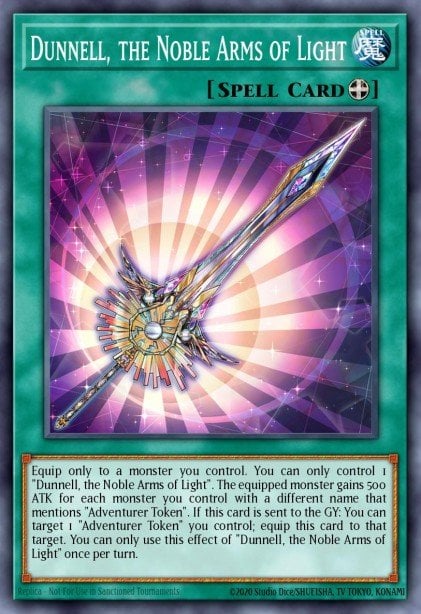 DUNNELL, THE NOBLE ARMS OF LIGHT
SPELL
魔
[SPELL CARD]
Equip only to a monster you control. You can only control 1
"Dunnell, the Noble Arms of Light". The equipped monster gains 500
ATK for each monster you control with a different name that
mentions "Adventurer Token". If this card is sent to the GY: You can
target 1 "Adventurer Token" you control; equip this card to that
target. You can only use this effect of "Dunnell, the Noble Arms of
Light" once per turn.
Replica - Not For Use in Sanctioned Tournaments
©2020 Studio Dice/SHUEISHA, TV TOKYO, KONAMI